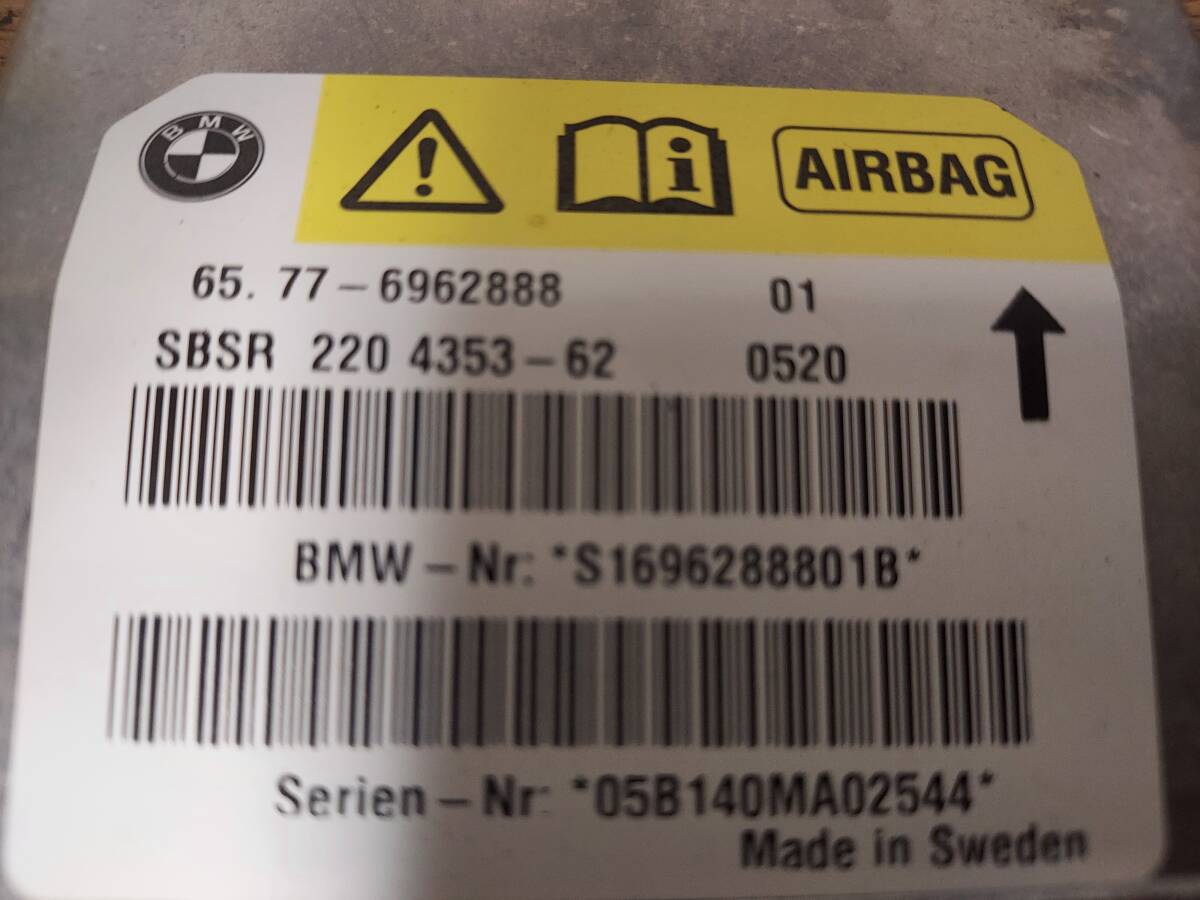 BMW
AIRBAG
65. 77-6962888 01
SBSR 220 4353-62 0520
BMW-Nr: *S1696288801B*
Serien-Nr: *05B140MA02544*
Made in Sweden